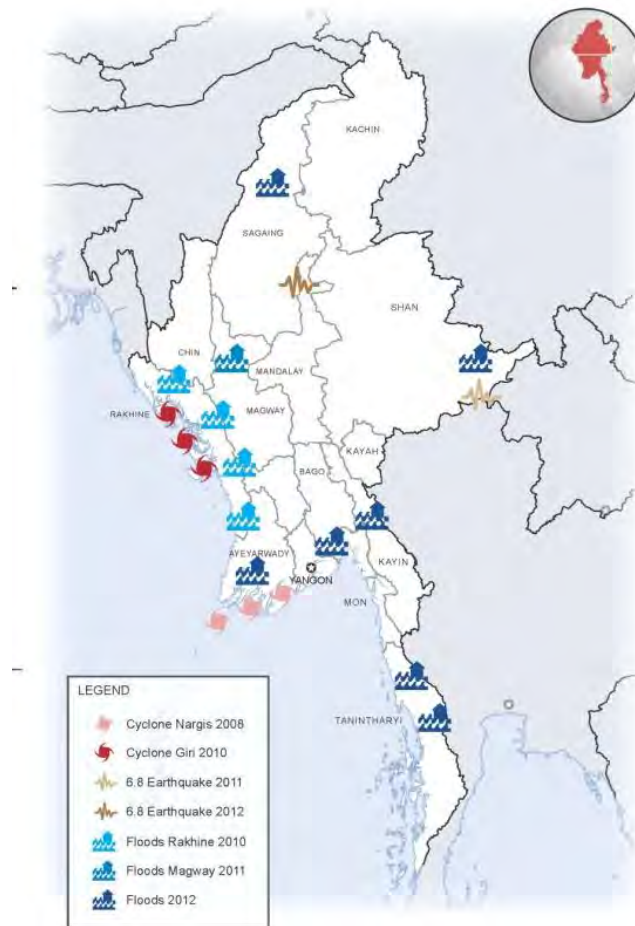 KACHIN
SAGAING
SHAN
CHIN
MANDALAY
RAKHINE
MAGWAY
KAYAH
BAGO
AYEYARWADY
YANGON
KAYIN
MON
TANINTHARYI
LEGEND
Cyclone Nargis 2008
Cyclone Giri 2010
6.8 Earthquake 2011
6.8 Earthquake 2012
Floods Rakhine 2010
Floods Magway 2011
Floods 2012